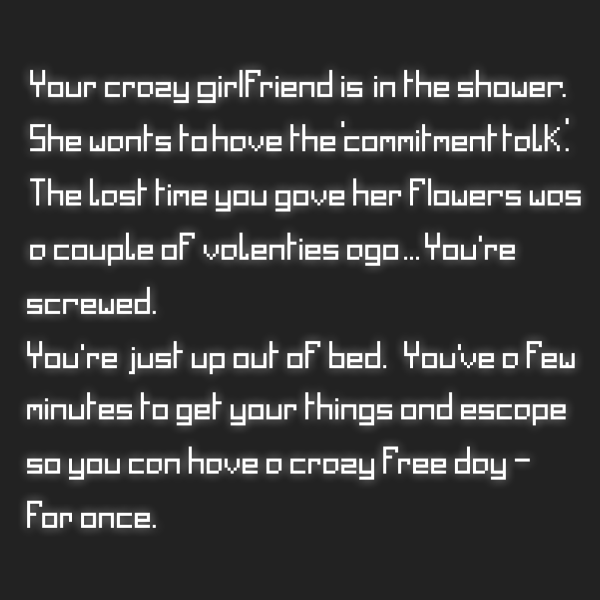 Your crazy girlfriend is in the shower.
She wants to have the 'commitment talk'.
The last time you gave her flowers was
a couple of valenties ago...You're
screwed.
You're just up out of bed. You've a few
minutes to get your things and escape
so you can have a crazy free day -
for once.